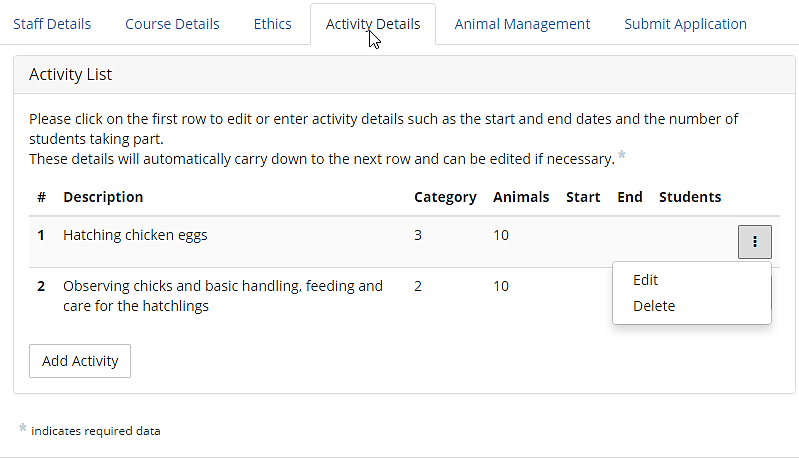 Staff Details Course Details Ethics Activity Details Animal Management Submit Application
Activity List
Please click on the first row to edit or enter activity details such as the start and end dates and the number of
students taking part.
These details will automatically carry down to the next row and can be edited if necessary. *
# Description Category Animals Start End Students
1 Hatching chicken eggs 3 10
Edit
Delete
2 Observing chicks and basic handling, feeding and 2 10
care for the hatchlings
Add Activity
* indicates required data